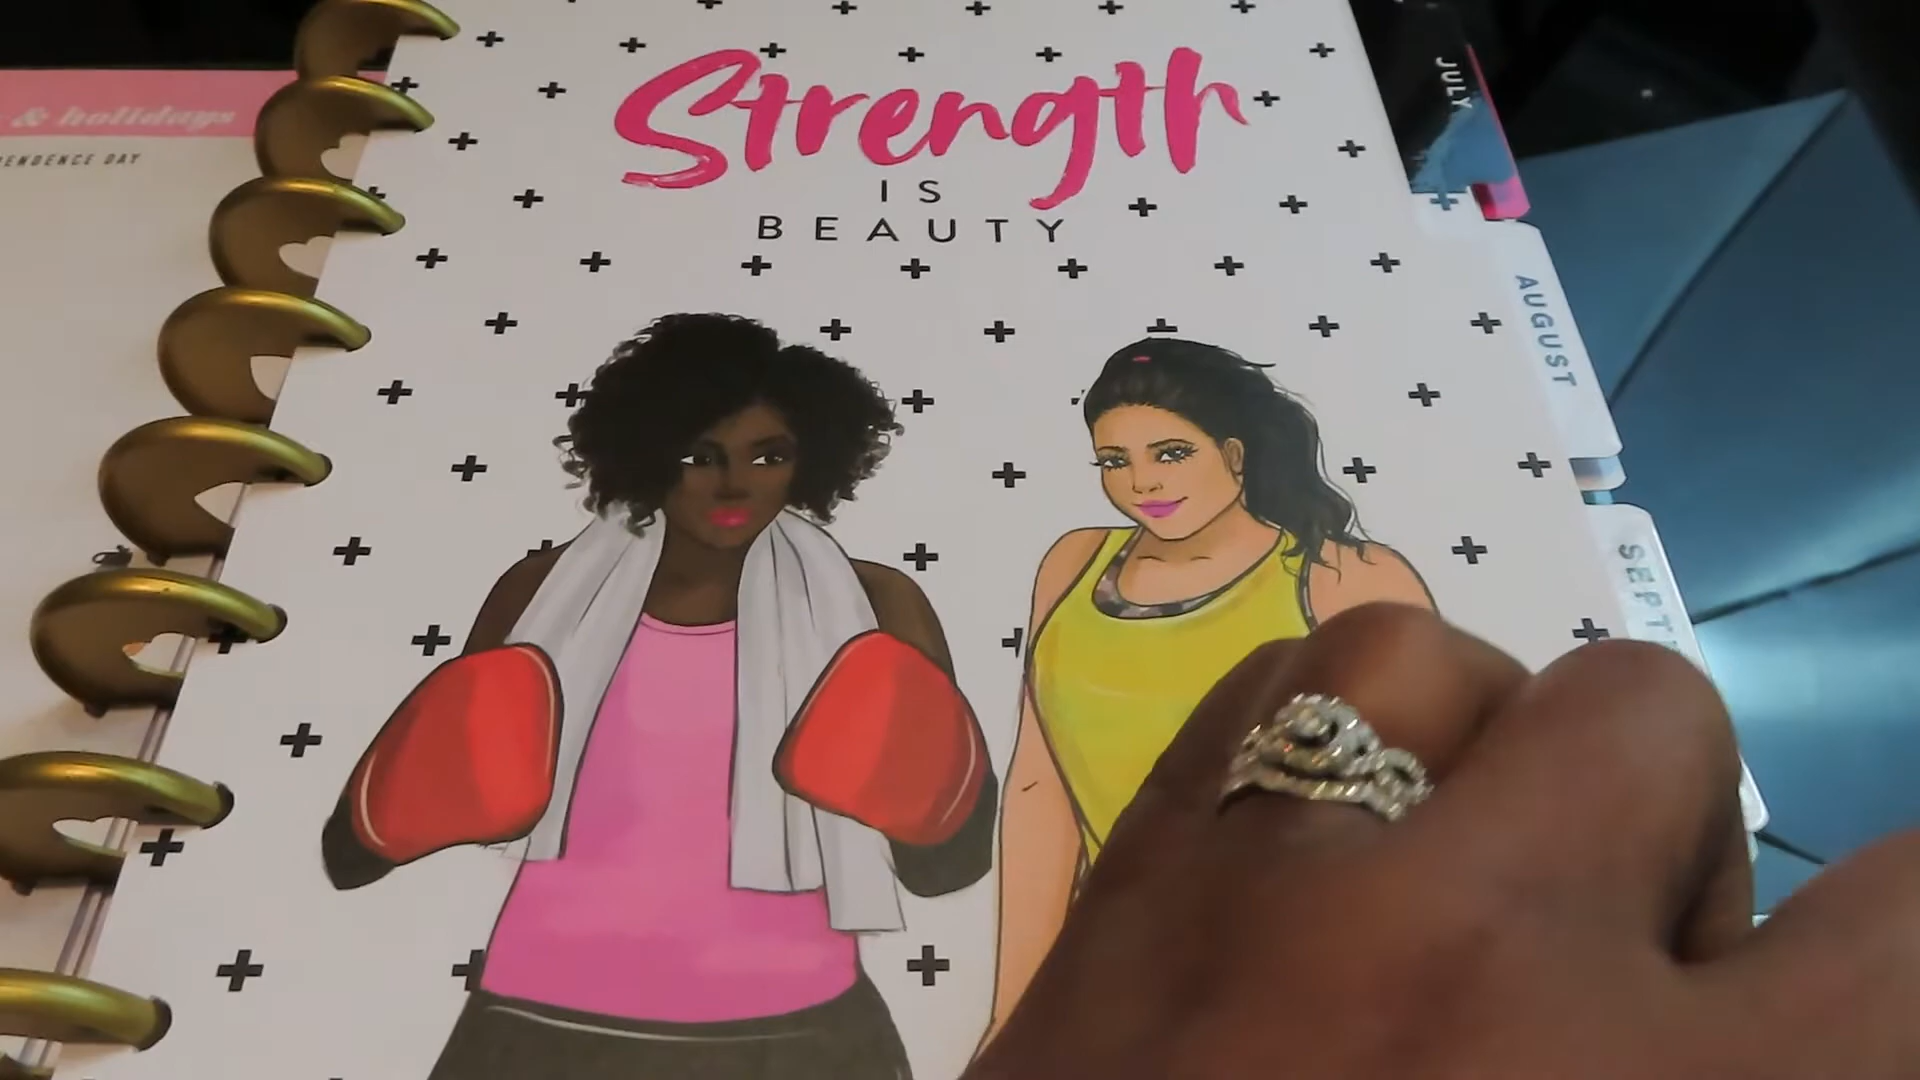 & holidays
ENDENCE DAY
Strength
IS
BEAUTY
JULY
AUGUST
SEPT